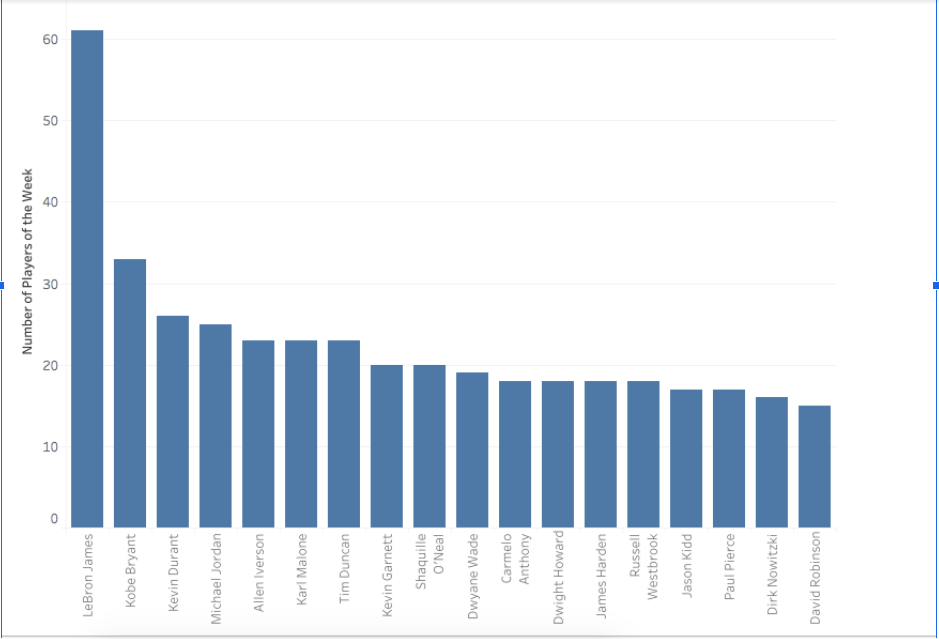 Number of Players of the Week
60
50
40
30
20
10
0
LeBron James
Kobe Bryant
Kevin Durant
Michael Jordan
Allen Iverson
Karl Malone
Tim Duncan
Kevin Garnett
Shaquille
O'Neal
Dwyane Wade
Carmelo
Anthony
Dwight Howard
James Harden
Russell
Westbrook
Jason Kidd
Paul Pierce
Dirk Nowitzki
David Robinson